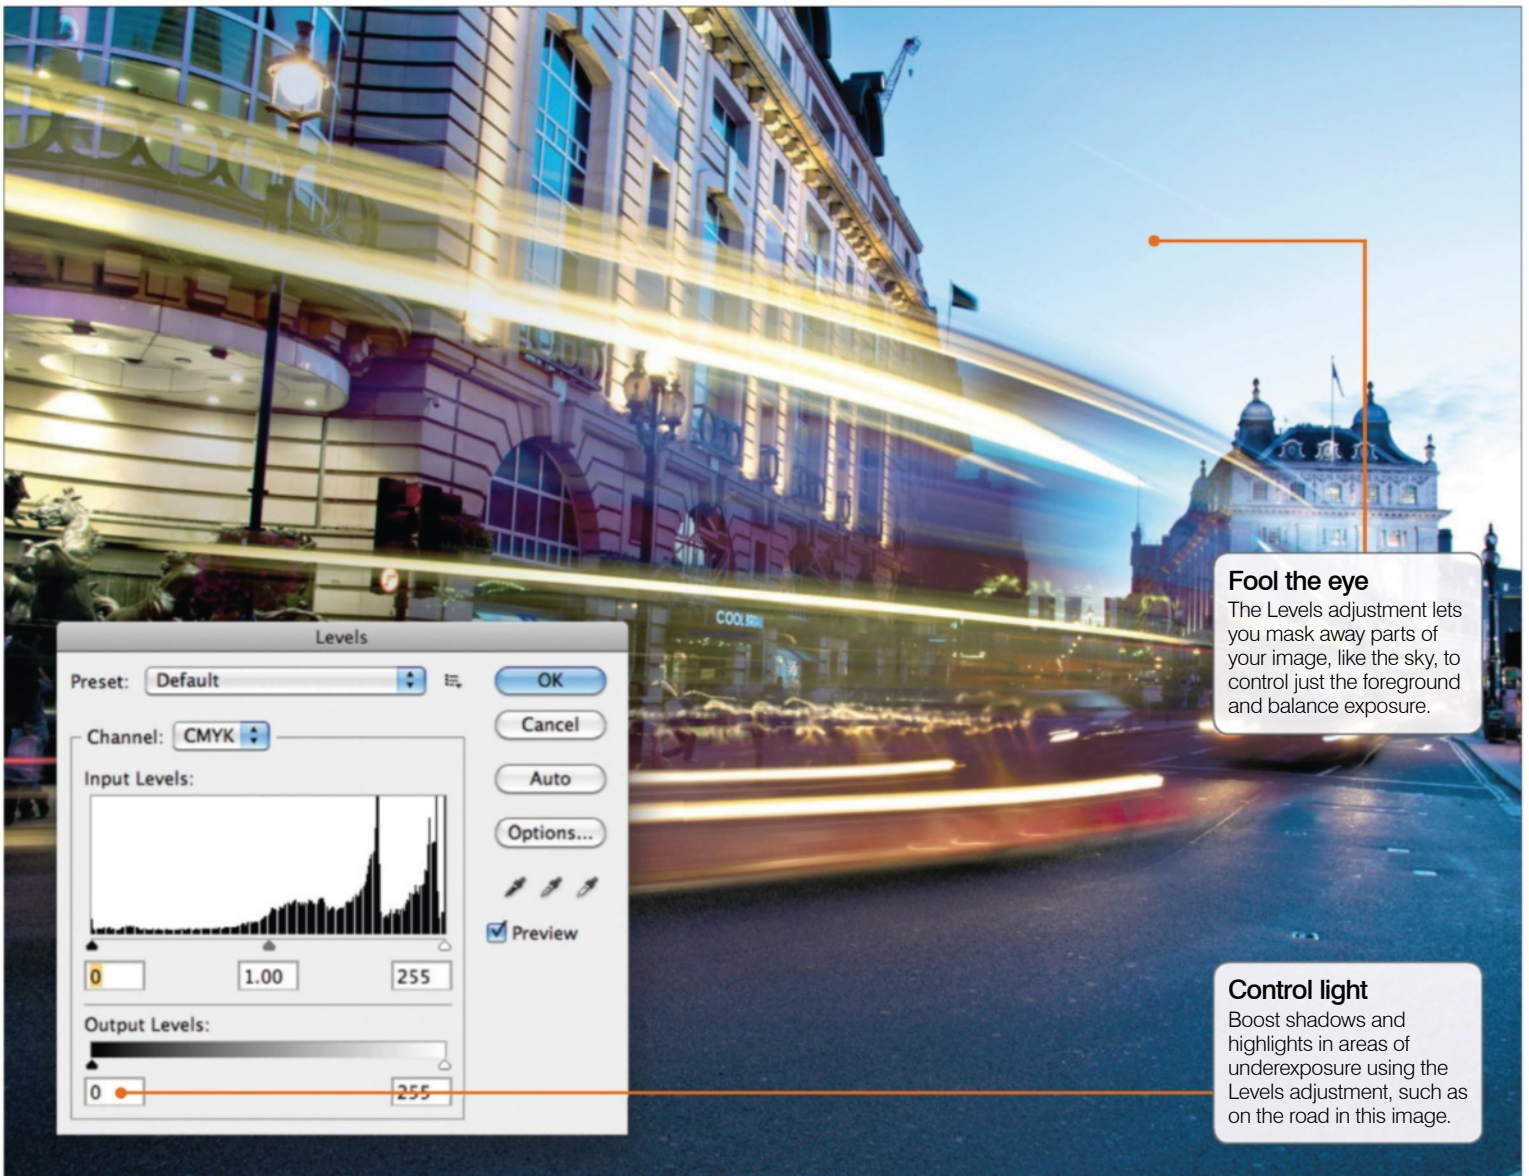 COOL
Fool the eye
The Levels adjustment lets
you mask away parts of
your image, like the sky, to
control just the foreground
and balance exposure.
Levels
Preset: Default
OK
Cancel
Channel: CMYK
Auto
Input Levels:
Options...
Preview
0 1.00 255
Output Levels:
0 255
Control light
Boost shadows and
highlights in areas of
underexposure using the
Levels adjustment, such as
on the road in this image.